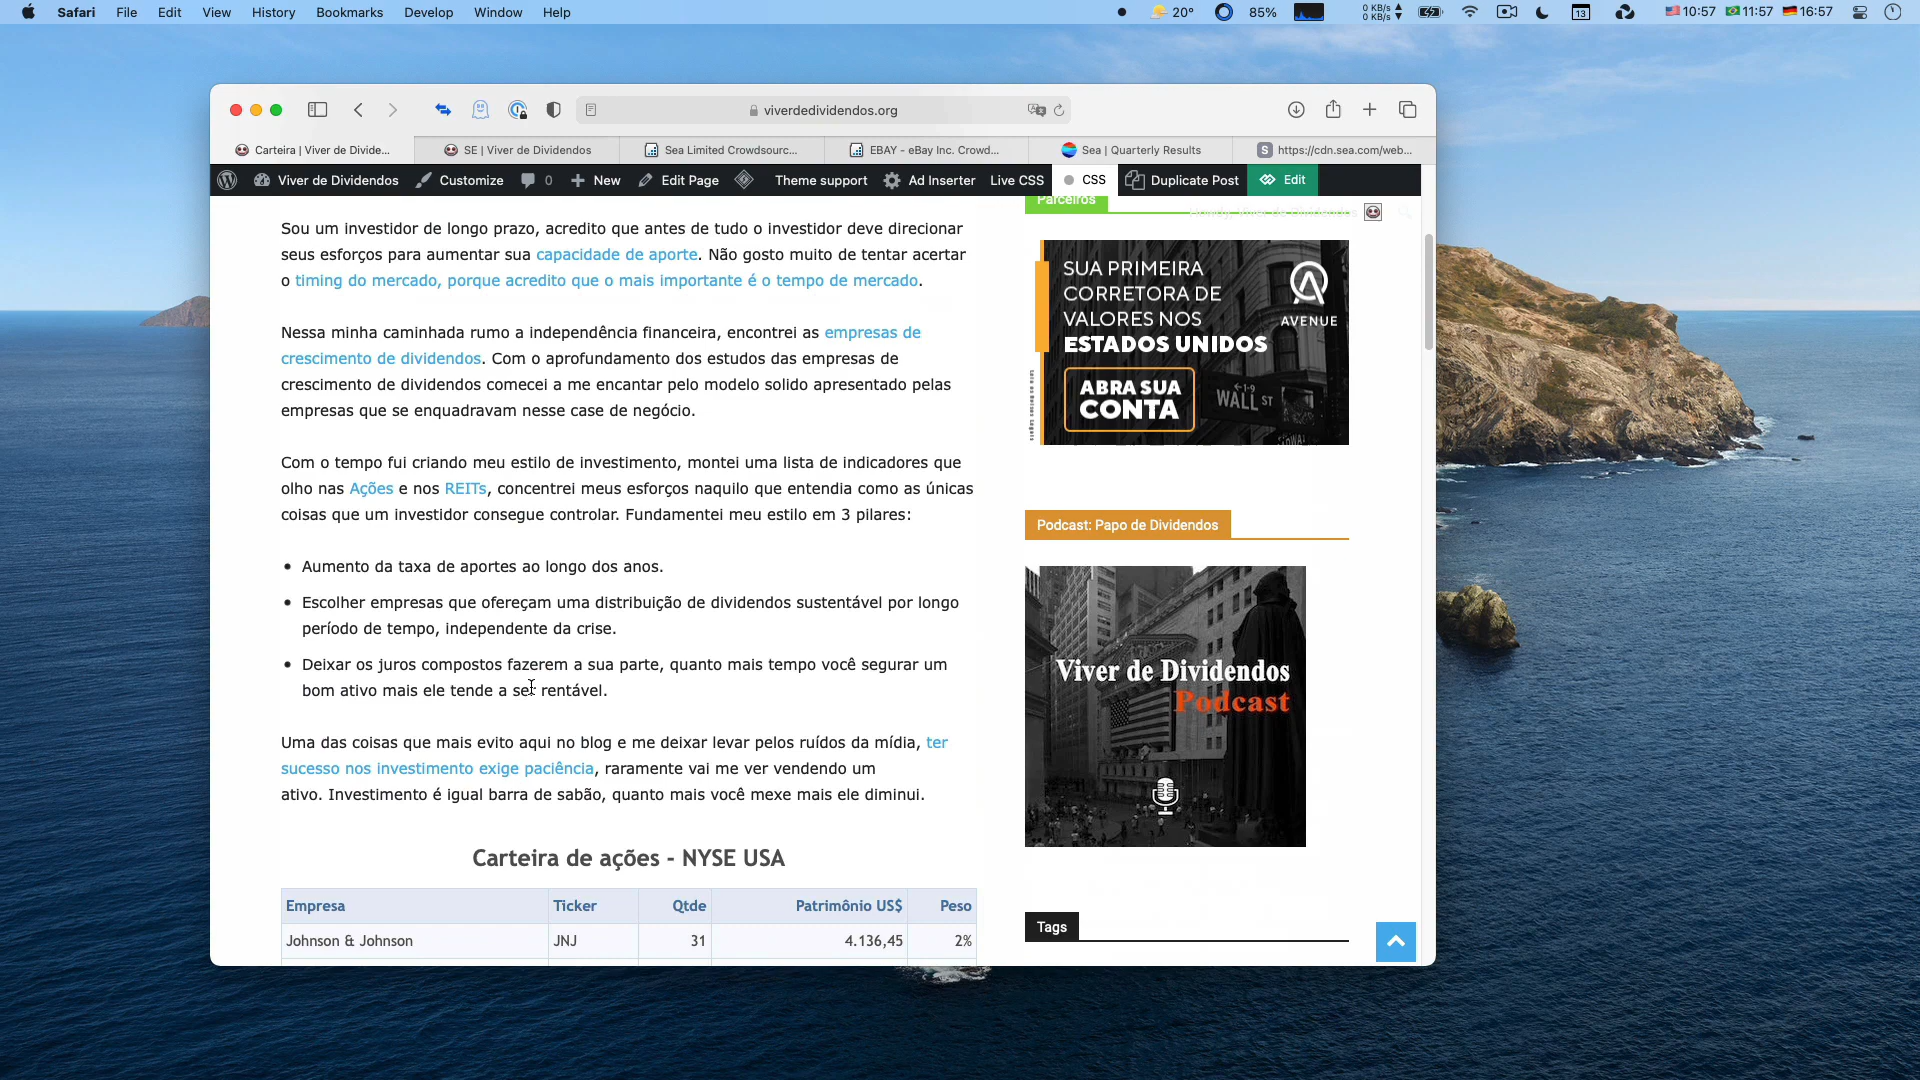 Safari File Edit View History Bookmarks Develop Window Help
20° 85% 0 KB/s 0 KB/s 13 10:57 11:57 16:57
viverdedividendos.org
Carteira | Viver de Divide... SE | Viver de Dividendos Sea Limited Crowdsourc... EBAY - eBay Inc. Crowd... Sea | Quarterly Results S https://cdn.sea.com/web...
Viver de Dividendos Customize 0 New Edit Page Theme support Ad Inserter Live CSS CSS Duplicate Post Edit
Sou um investidor de longo prazo, acredito que antes de tudo o investidor deve direcionar
seus esforços para aumentar sua capacidade de aporte. Não gosto muito de tentar acertar
o timing do mercado, porque acredito que o mais importante é o tempo de mercado.
Nessa minha caminhada rumo a independência financeira, encontrei as empresas de
crescimento de dividendos. Com o aprofundamento dos estudos das empresas de
crescimento de dividendos comecei a me encantar pelo modelo solido apresentado pelas
empresas que se enquadravam nesse case de negócio.
Com o tempo fui criando meu estilo de investimento, montei uma lista de indicadores que
olho nas Ações e nos REITs, concentrei meus esforços naquilo que entendia como as únicas
coisas que um investidor consegue controlar. Fundamentei meu estilo em 3 pilares:
• Aumento da taxa de aportes ao longo dos anos.
• Escolher empresas que ofereçam uma distribuição de dividendos sustentável por longo
período de tempo, independente da crise.
• Deixar os juros compostos fazerem a sua parte, quanto mais tempo você segurar um
bom ativo mais ele tende a ser rentável.
Uma das coisas que mais evito aqui no blog e me deixar levar pelos ruídos da mídia, ter
sucesso nos investimento exige paciência, raramente vai me ver vendendo um
ativo. Investimento é igual barra de sabão, quanto mais você mexe mais ele diminui.
Carteira de ações - NYSE USA
Empresa Ticker Qtde Patrimônio US$ Peso
Johnson & Johnson JNJ 31 4.136,45 2%
Parceiros
Howdy, Viver de Dividendos
SUA PRIMEIRA
CORRETORA DE
VALORES NOS
ESTADOS UNIDOS
AVENUE
ABRA SUA
CONTA
WALL ST
Leia os Avisos Legais
Podcast: Papo de Dividendos
Viver de Dividendos
Podcast
Tags